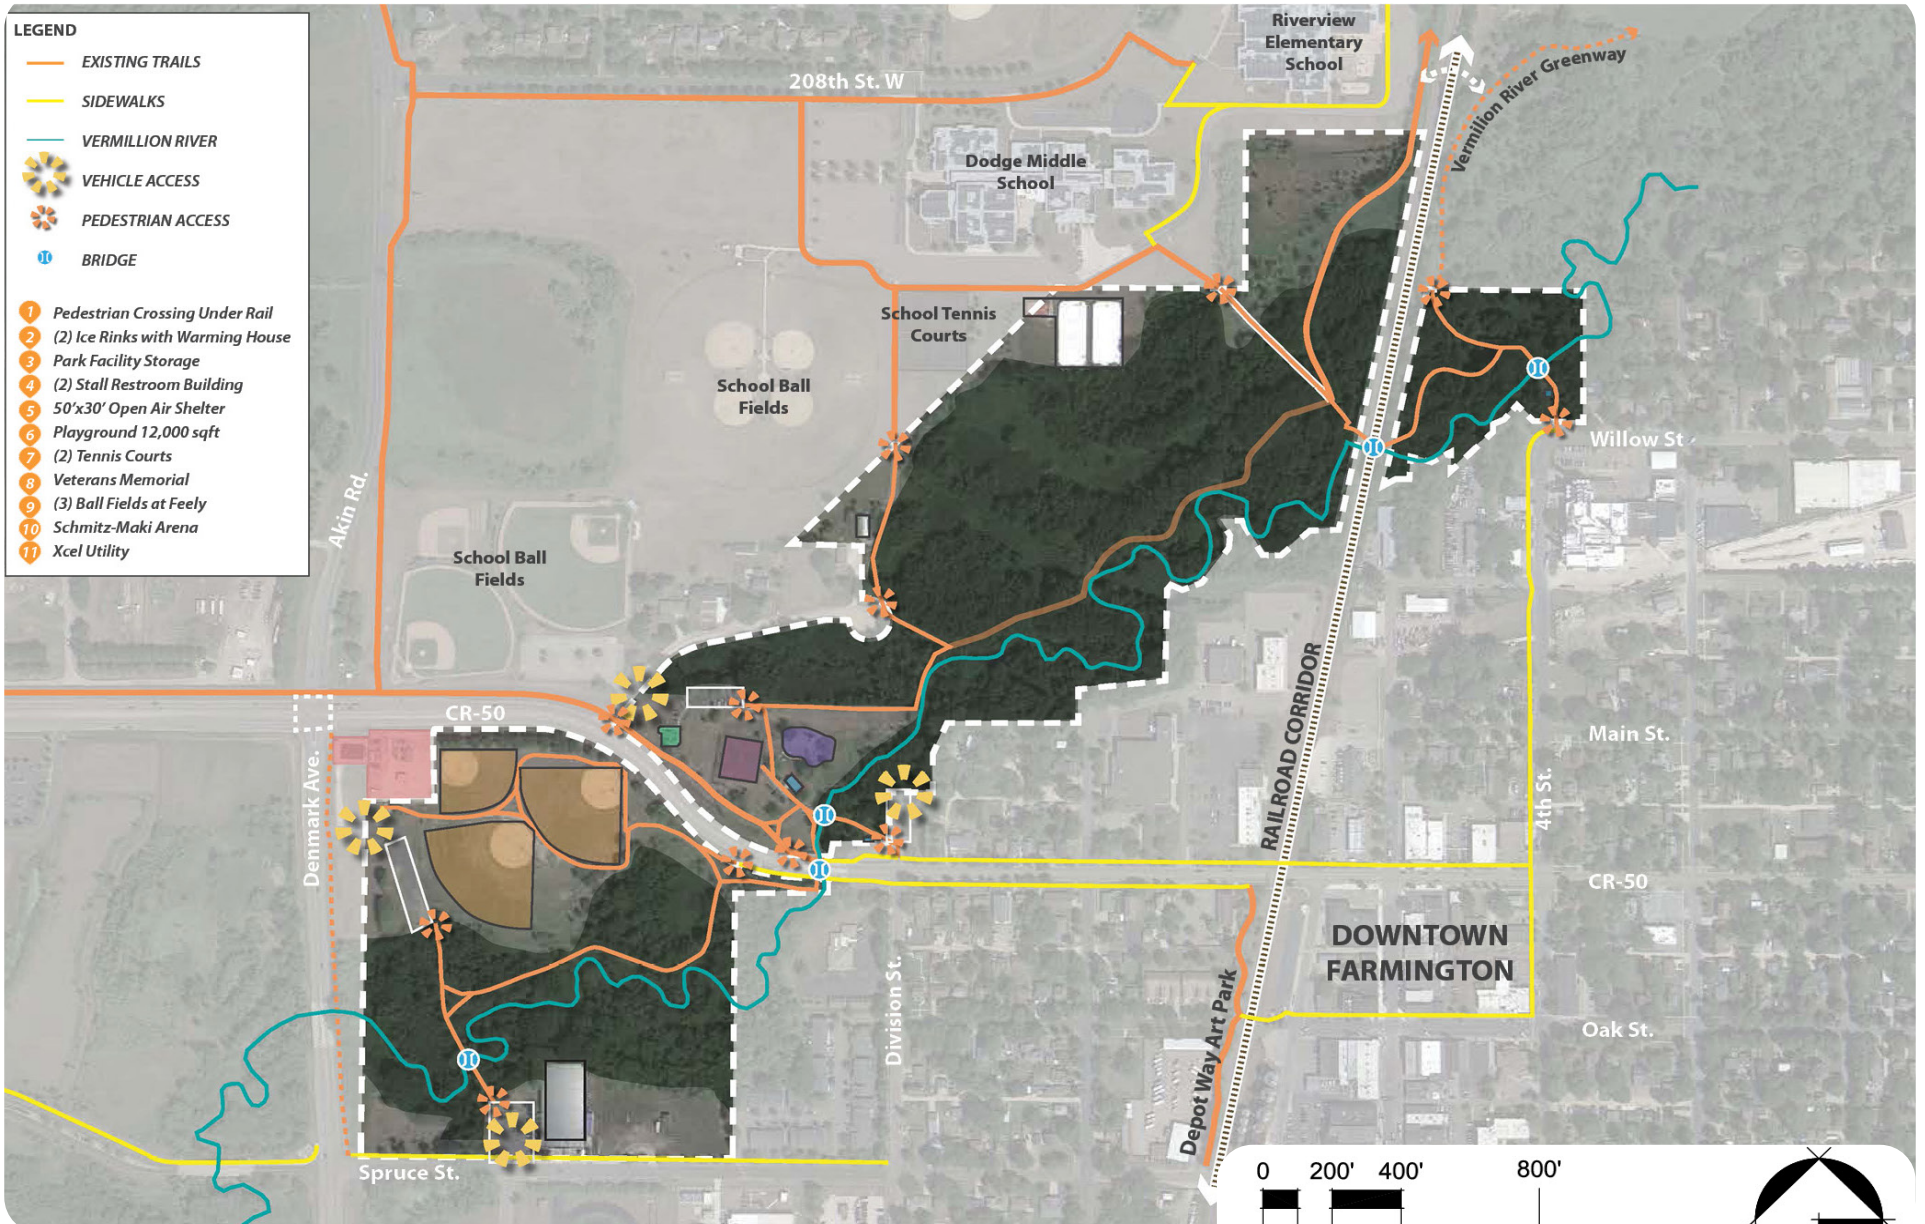 LEGEND
EXISTING TRAILS
SIDEWALKS
VERMILLION RIVER
VEHICLE ACCESS
PEDESTRIAN ACCESS
BRIDGE
1 Pedestrian Crossing Under Rail
2 (2) Ice Rinks with Warming House
3 Park Facility Storage
4 (2) Stall Restroom Building
5 50'x30' Open Air Shelter
6 Playground 12,000 sqft
7 (2) Tennis Courts
8 Veterans Memorial
9 (3) Ball Fields at Feely
10 Schmitz-Maki Arena
11 Xcel Utility
Riverview
Elementary
School
208th St. W
Vermilion River Greenway
Dodge Middle
School
School Tennis
Courts
School Ball
Fields
Willow St
Akin Rd.
School Ball
Fields
RAILROAD CORRIDOR
CR-50
Main St.
Denmark Ave.
4th St.
CR-50
DOWNTOWN
FARMINGTON
Division St.
Depot Way Art Park
Oak St.
Spruce St.
0 200' 400' 800'